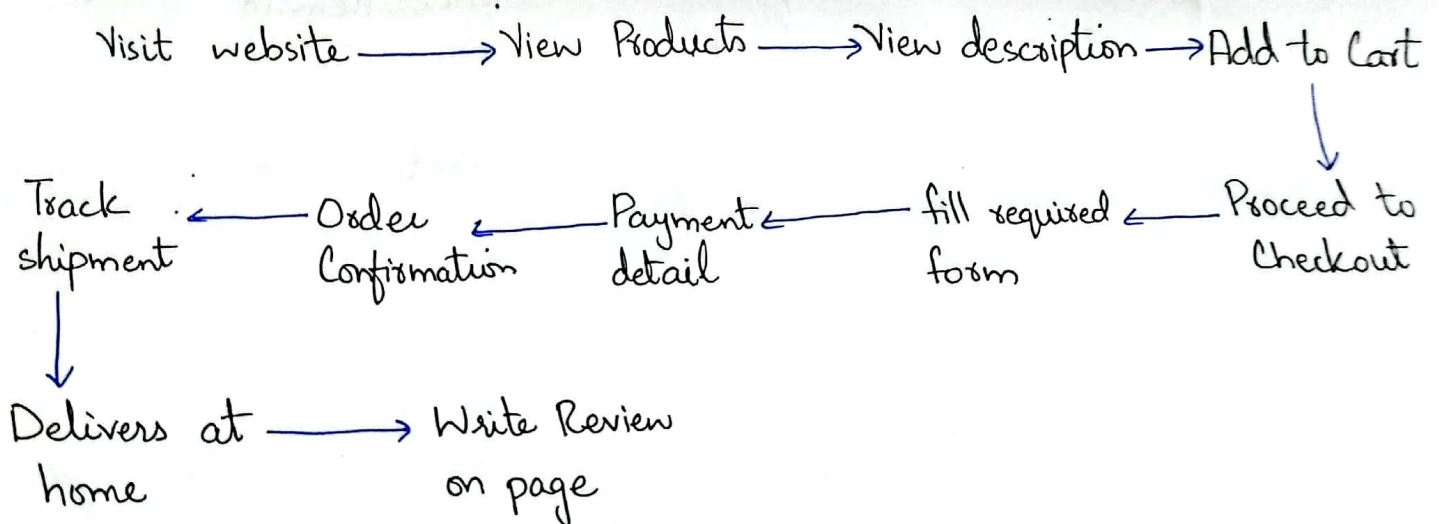 Visit website → View Products → View description → Add to Cart
Track ← Order ← Payment ← fill required ← Proceed to
shipment Confirmation detail form Checkout
Delivers at → Write Review
home on page